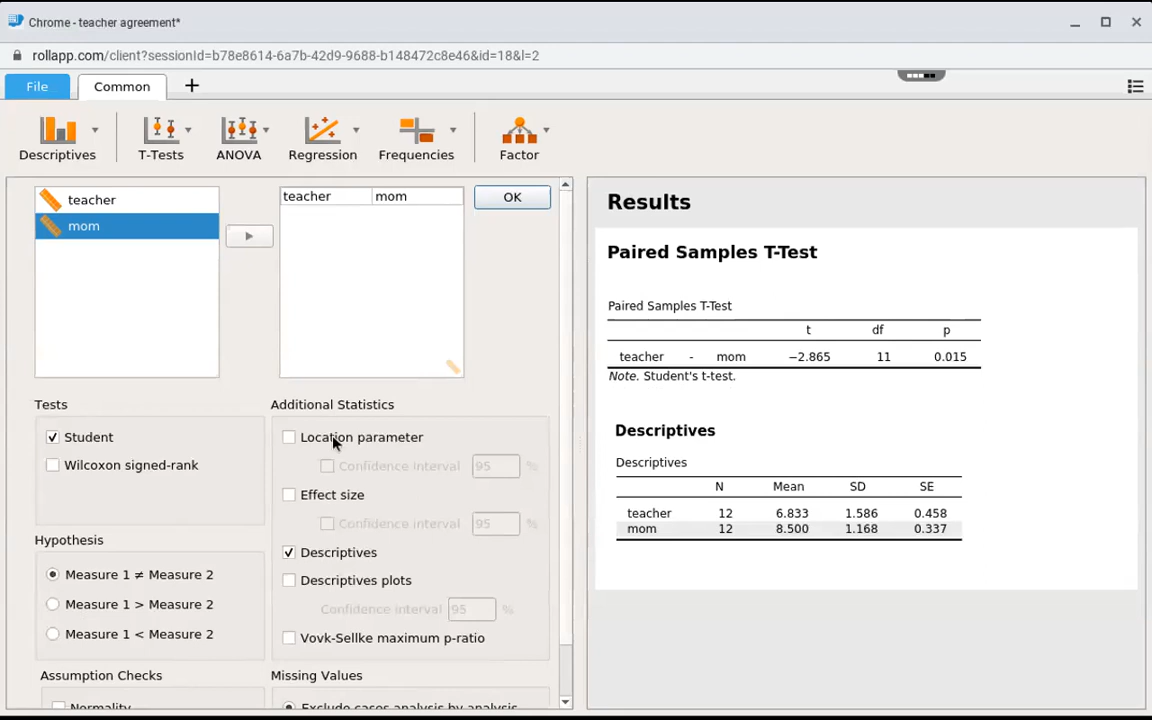 Chrome - teacher agreement*
rollapp.com/client?sessionId=b78e8614-6a7b-42d9-9688-b148472c8e46&id=18&l=2
File Common +
Descriptives T-Tests ANOVA Regression Frequencies Factor
teacher
mom
teacher mom
OK
Tests
Student
Wilcoxon signed-rank
Hypothesis
Measure 1 ≠ Measure 2
Measure 1 > Measure 2
Measure 1 < Measure 2
Assumption Checks
Normality
Additional Statistics
Location parameter
Confidence interval 95 %
Effect size
Confidence interval 95 %
Descriptives
Descriptives plots
Confidence interval 95 %
Vovk-Sellke maximum p-ratio
Missing Values
Exclude cases analysis by analysis
Results
Paired Samples T-Test
Paired Samples T-Test
t df p
teacher - mom −2.865 11 0.015
Note. Student's t-test.
Descriptives
Descriptives
N Mean SD SE
teacher 12 6.833 1.586 0.458
mom 12 8.500 1.168 0.337